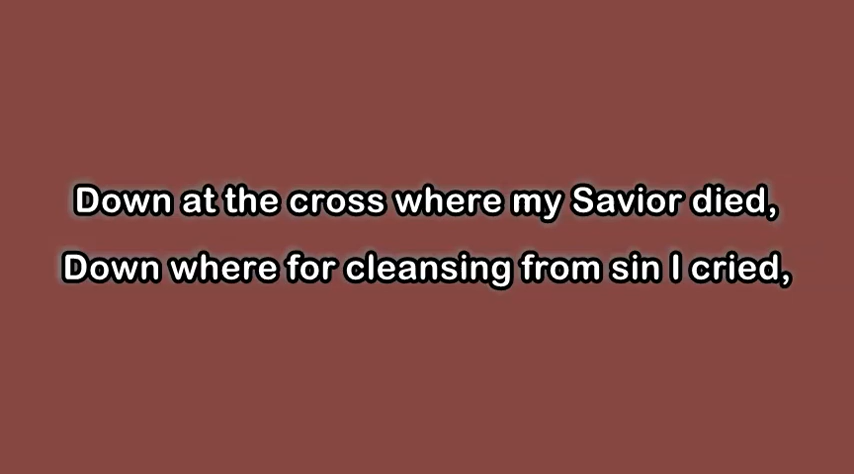 Down at the cross where my Savior died,
Down where for cleansing from sin I cried,